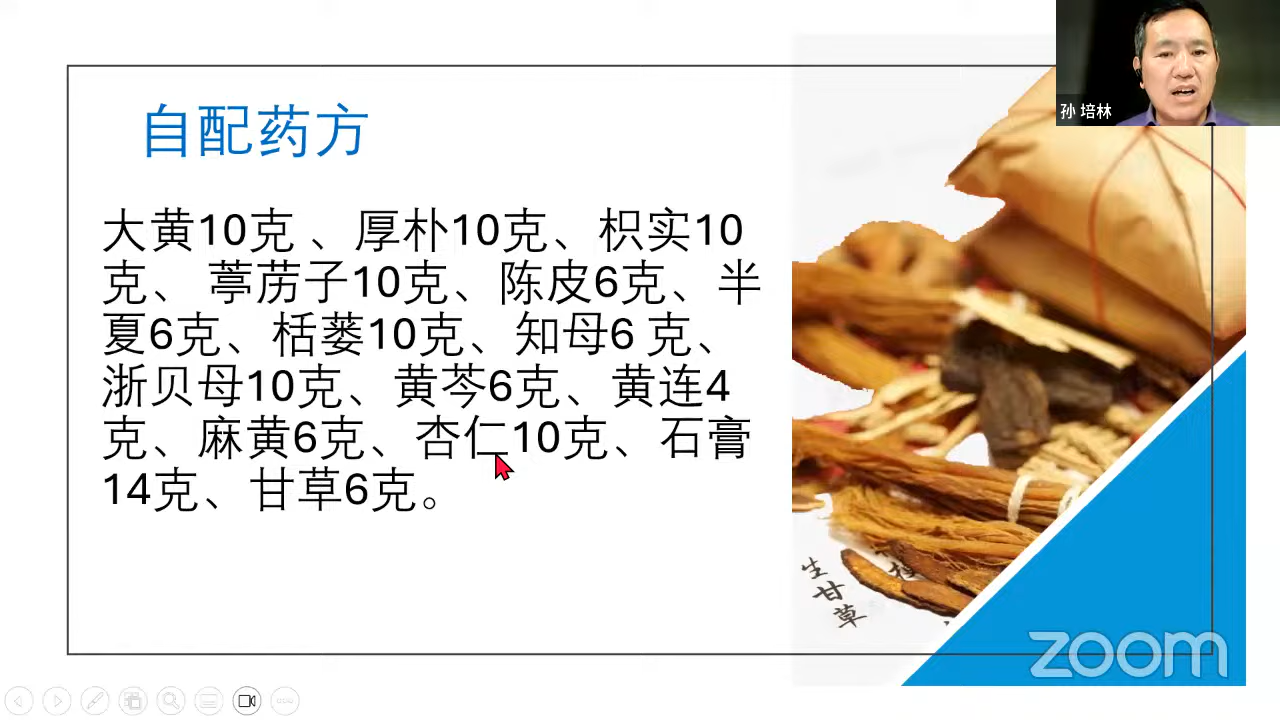 孙 培林
自配药方
大黄10克 、厚朴10克、枳实10
克、 葶苈子10克、陈皮6克、半
夏6克、栝蒌10克、知母6 克、
浙贝母10克、黄芩6克、黄连4
克、麻黄6克、杏仁10克、石膏
14克、甘草6克。
生甘草
zoom